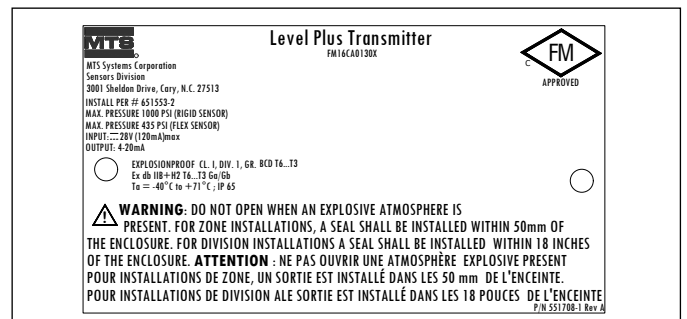 MTS
Level Plus Transmitter
FM16CA0130X
MTS Systems Corporation
Sensors Division
3001 Sheldon Drive, Cary, N.C. 27513
INSTALL PER # 651553-2
MAX. PRESSURE 1000 PSI (RIGID SENSOR)
MAX. PRESSURE 435 PSI (FLEX SENSOR)
INPUT:⎓28V (120mA)max
OUTPUT: 4-20mA
C FM
APPROVED
EXPLOSIONPROOF CL. I, DIV. 1, GR. BCD T6...T3
Ex db IIB+H2 T6...T3 Ga/Gb
Ta = -40°C to +71°C ; IP 65
WARNING: DO NOT OPEN WHEN AN EXPLOSIVE ATMOSPHERE IS
PRESENT. FOR ZONE INSTALLATIONS, A SEAL SHALL BE INSTALLED WITHIN 50mm OF
THE ENCLOSURE. FOR DIVISION INSTALLATIONS A SEAL SHALL BE INSTALLED WITHIN 18 INCHES
OF THE ENCLOSURE. ATTENTION : NE PAS OUVRIR UNE ATMOSPHÈRE EXPLOSIVE PRESENT
POUR INSTALLATIONS DE ZONE, UN SORTIE EST INSTALLÉ DANS LES 50 mm DE L'ENCEINTE.
POUR INSTALLATIONS DE DIVISION ALE SORTIE EST INSTALLÉ DANS LES 18 POUCES DE L'ENCEINTE
P/N 551708-1 Rev A